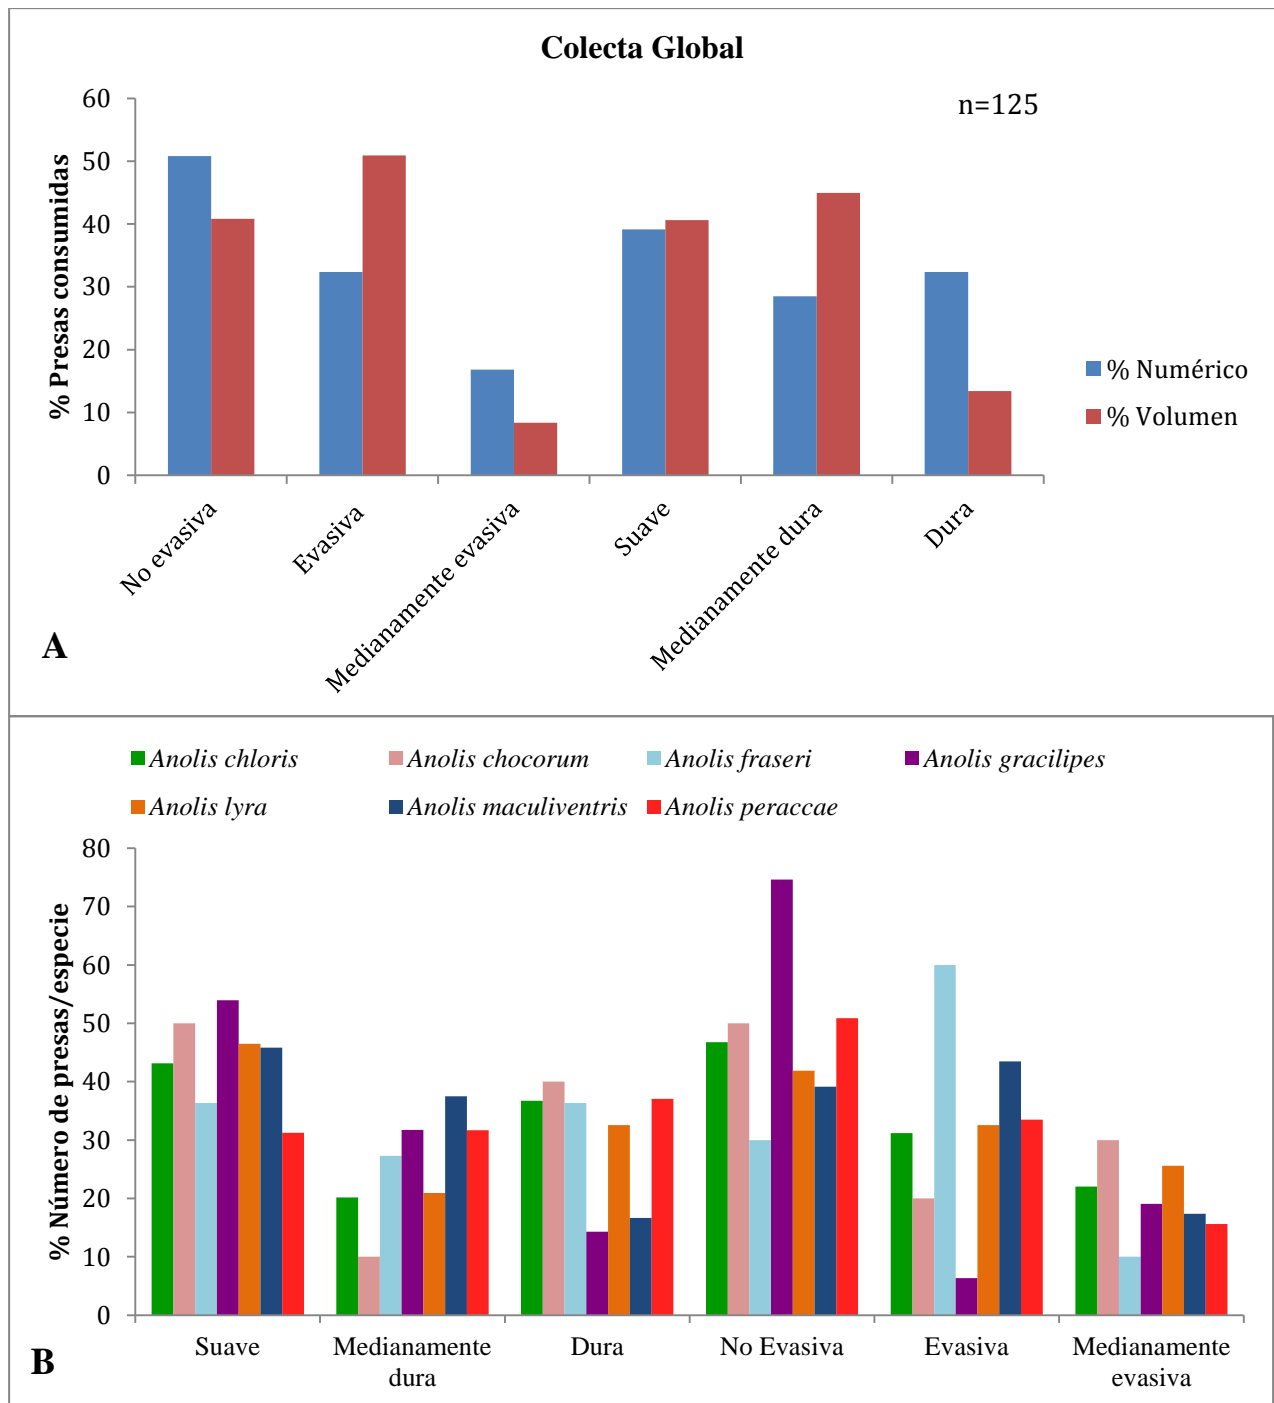 Colecta Global
n=125
% Presas consumidas
60
50
40
30
20
10
0
No evasiva
Evasiva
Medianamente evasiva
Suave
Medianamente dura
Dura
% Numérico
% Volumen
A
Anolis chloris
Anolis chocorum
Anolis fraseri
Anolis gracilipes
Anolis lyra
Anolis maculiventris
Anolis peraccae
% Número de presas/especie
80
70
60
50
40
30
20
10
0
Suave
Medianamente
dura
Dura
No Evasiva
Evasiva
Medianamente
evasiva
B